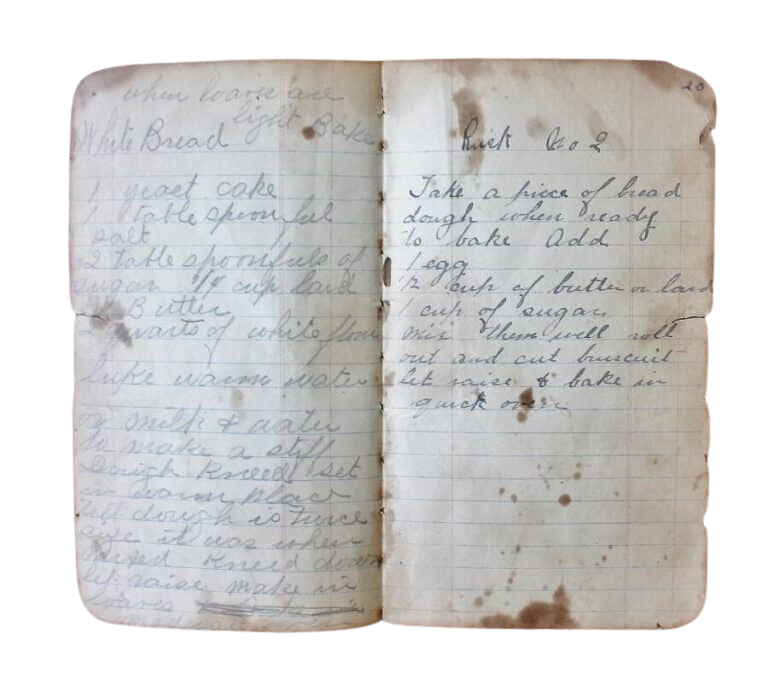 when loaves are
light Bake
White Bread
1 yeast cake
1 table spoonful
salt
2 table spoonfuls of
sugar 1/4 cup lard
or Butter
quarts of white flour
luke warm water
or milk & water
to make a stiff
Dough Kneed set
in warm place
till dough is twice
size it was when
Kneed down
let raise make in
loaves
20
Rusk No 2
Take a piece of bread
dough when ready
to bake Add
1 egg
1/2 cup of butter or lard
1 cup of sugar
mix them well roll
out and cut buiscuit
let raise & bake in
quick oven